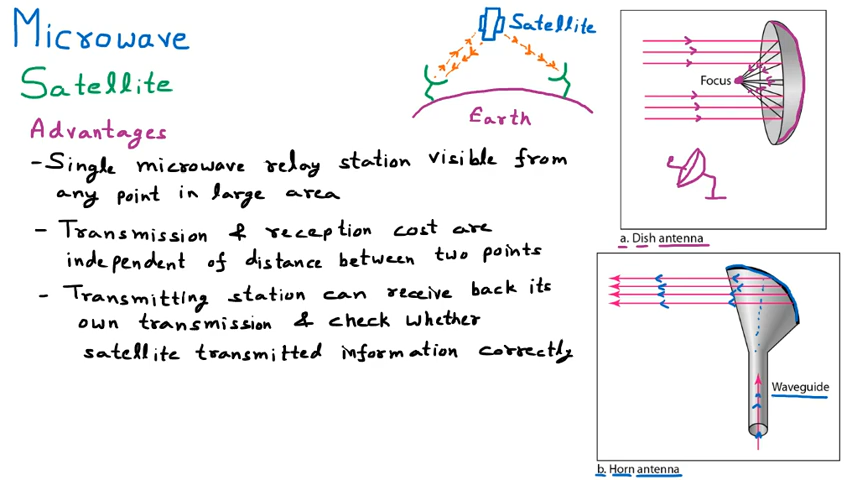 Microwave
Satellite
Satellite
Earth
Advantages
- Single microwave relay station visible from
any point in large area
- Transmission & reception cost are
independent of distance between two points
- Transmitting station can receive back its
own transmission & check whether
satellite transmitted information correctly
Focus
a. Dish antenna
Waveguide
b. Horn antenna